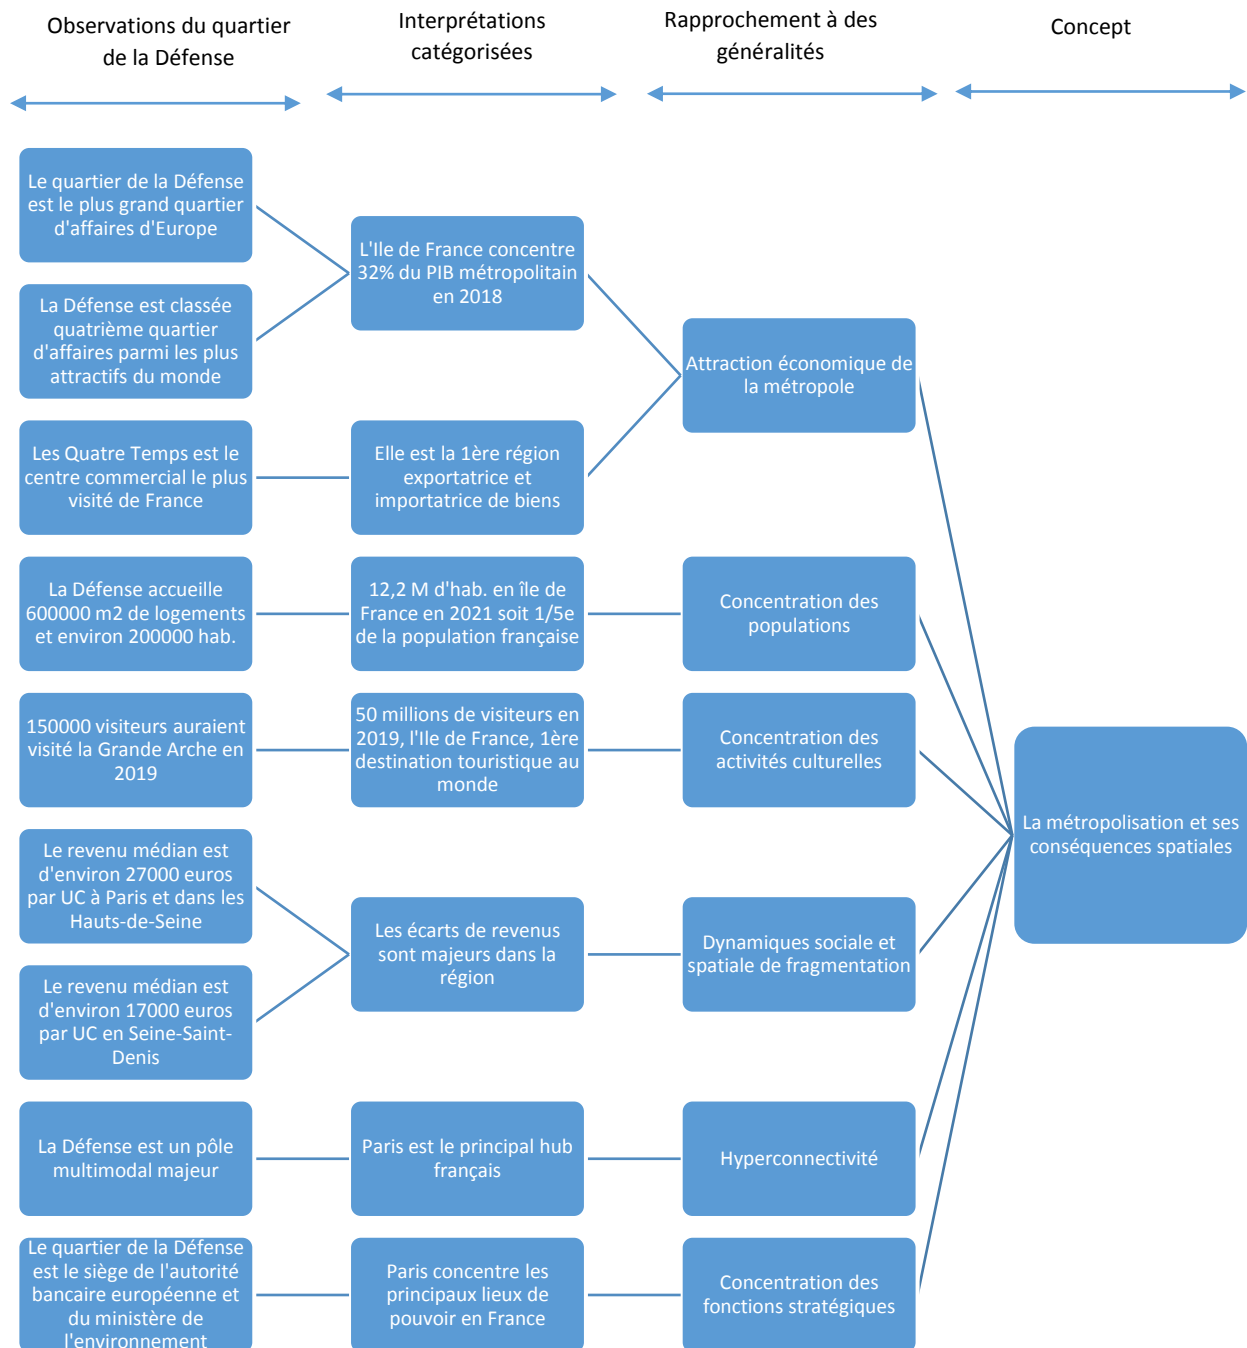 Observations du quartier
de la Défense
Interprétations
catégorisées
Rapprochement à des
généralités
Concept
Le quartier de la Défense
est le plus grand quartier
d'affaires d'Europe
La Défense est classée
quatrième quartier
d'affaires parmi les plus
attractifs du monde
Les Quatre Temps est le
centre commercial le plus
visité de France
La Défense accueille
600000 m2 de logements
et environ 200000 hab.
150000 visiteurs auraient
visité la Grande Arche en
2019
Le revenu médian est
d'environ 27000 euros
par UC à Paris et dans les
Hauts-de-Seine
Le revenu médian est
d'environ 17000 euros
par UC en Seine-Saint-
Denis
La Défense est un pôle
multimodal majeur
Le quartier de la Défense
est le siège de l'autorité
bancaire européenne et
du ministère de
l'environnement
L'Ile de France concentre
32% du PIB métropolitain
en 2018
Elle est la 1ère région
exportatrice et
importatrice de biens
12,2 M d'hab. en île de
France en 2021 soit 1/5e
de la population française
50 millions de visiteurs en
2019, l'Ile de France, 1ère
destination touristique au
monde
Les écarts de revenus
sont majeurs dans la
région
Paris est le principal hub
français
Paris concentre les
principaux lieux de
pouvoir en France
Attraction économique de
la métropole
Concentration des
populations
Concentration des
activités culturelles
Dynamiques sociale et
spatiale de fragmentation
Hyperconnectivité
Concentration des
fonctions stratégiques
La métropolisation et ses
conséquences spatiales